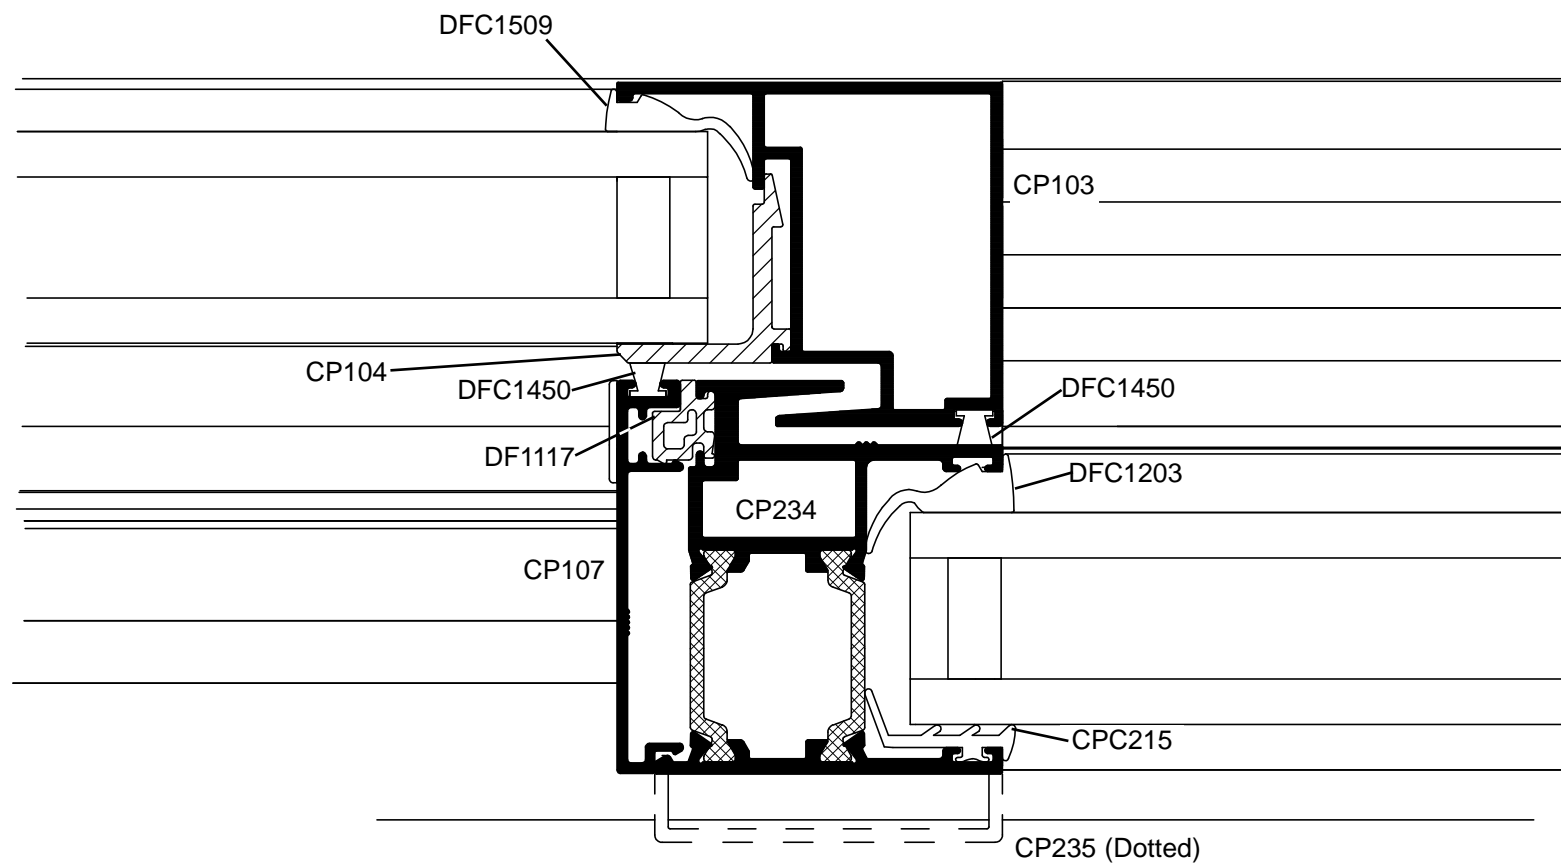 DFC1509
CP103
CP104
DFC1450
DFC1450
DF1117
DFC1203
CP234
CP107
CPC215
CP235 (Dotted)